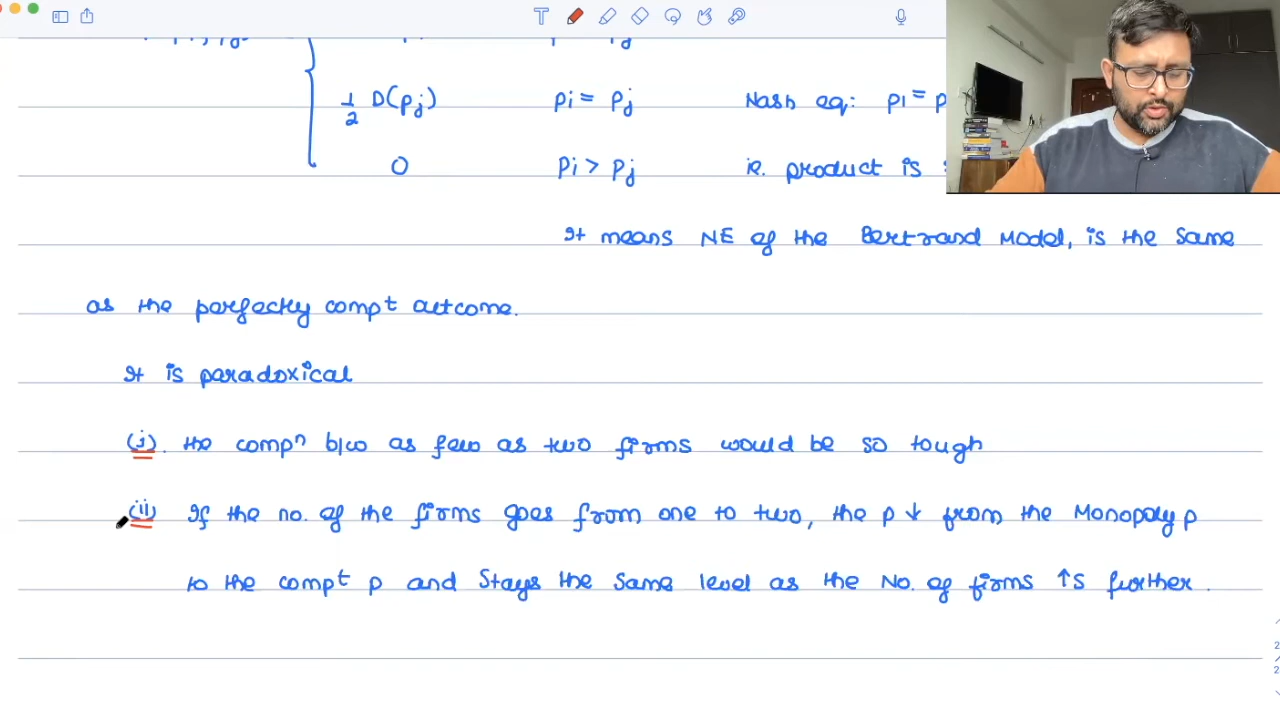 ½ D(pj) pi = pj Nash eq: p1 = p
0 pi > pj ie. product is
It means NE of the Bertrand Model, is the same
as the perfectly compt outcome.
It is paradoxical
(i). the compn b/w as few as two firms would be so tough
(ii) If the no. of the firms goes from one to two, the p ↓ from the Monopoly p
to the compt p and stays the same level as the No. of firms ↑s further.